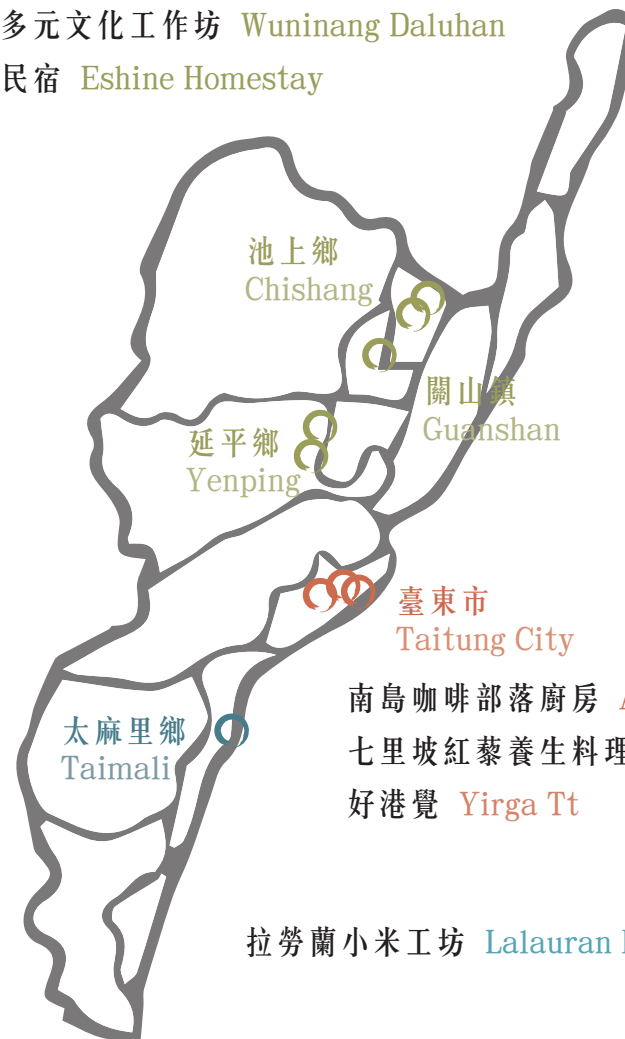 多元文化工作坊 Wuninang Daluhan
民宿 Eshine Homestay
池上鄉
Chishang
關山鎮
Guanshan
延平鄉
Yenping
臺東市
Taitung City
南島咖啡部落廚房
七里坡紅藜養生料理
好港覺 Yirga Tt
太麻里鄉
Taimali
拉勞蘭小米工坊 Lalauran